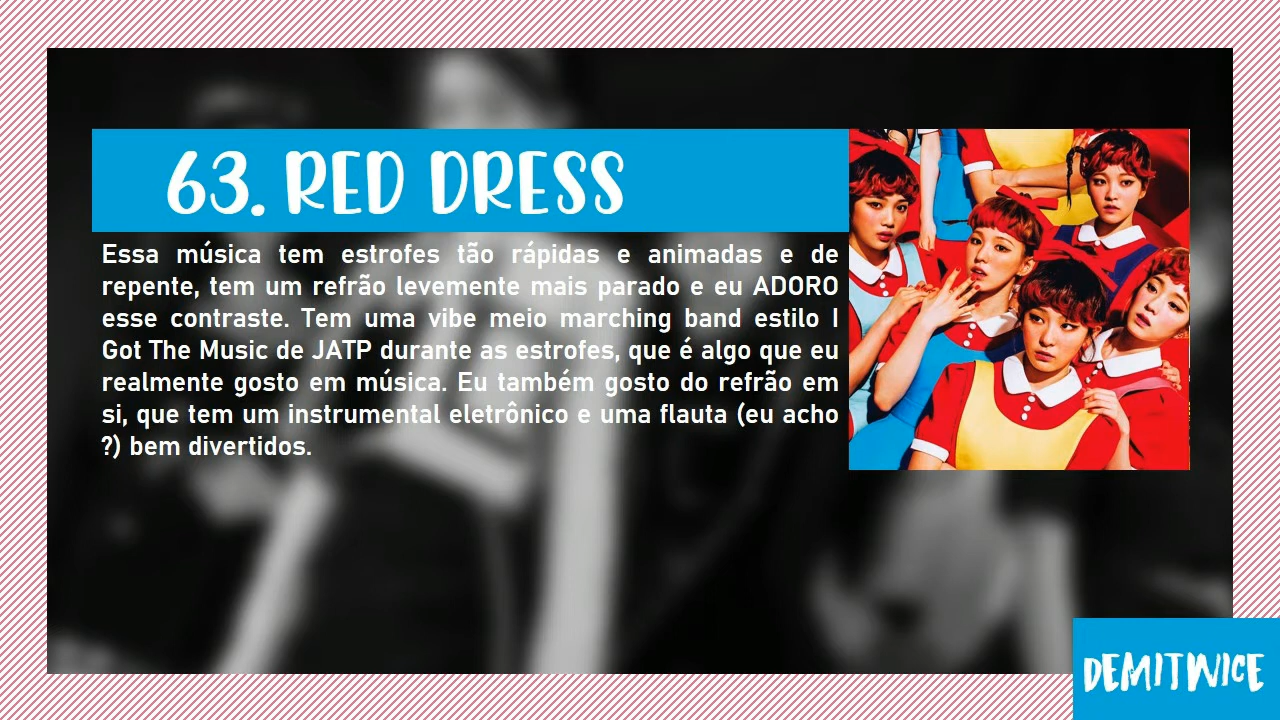 63. RED DRESS
Essa música tem estrofes tão rápidas e animadas e de
repente, tem um refrão levemente mais parado e eu ADORO
esse contraste. Tem uma vibe meio marching band estilo I
Got The Music de JATP durante as estrofes, que é algo que eu
realmente gosto em música. Eu também gosto do refrão em
si, que tem um instrumental eletrônico e uma flauta (eu acho
?) bem divertidos.
DEMITWICE